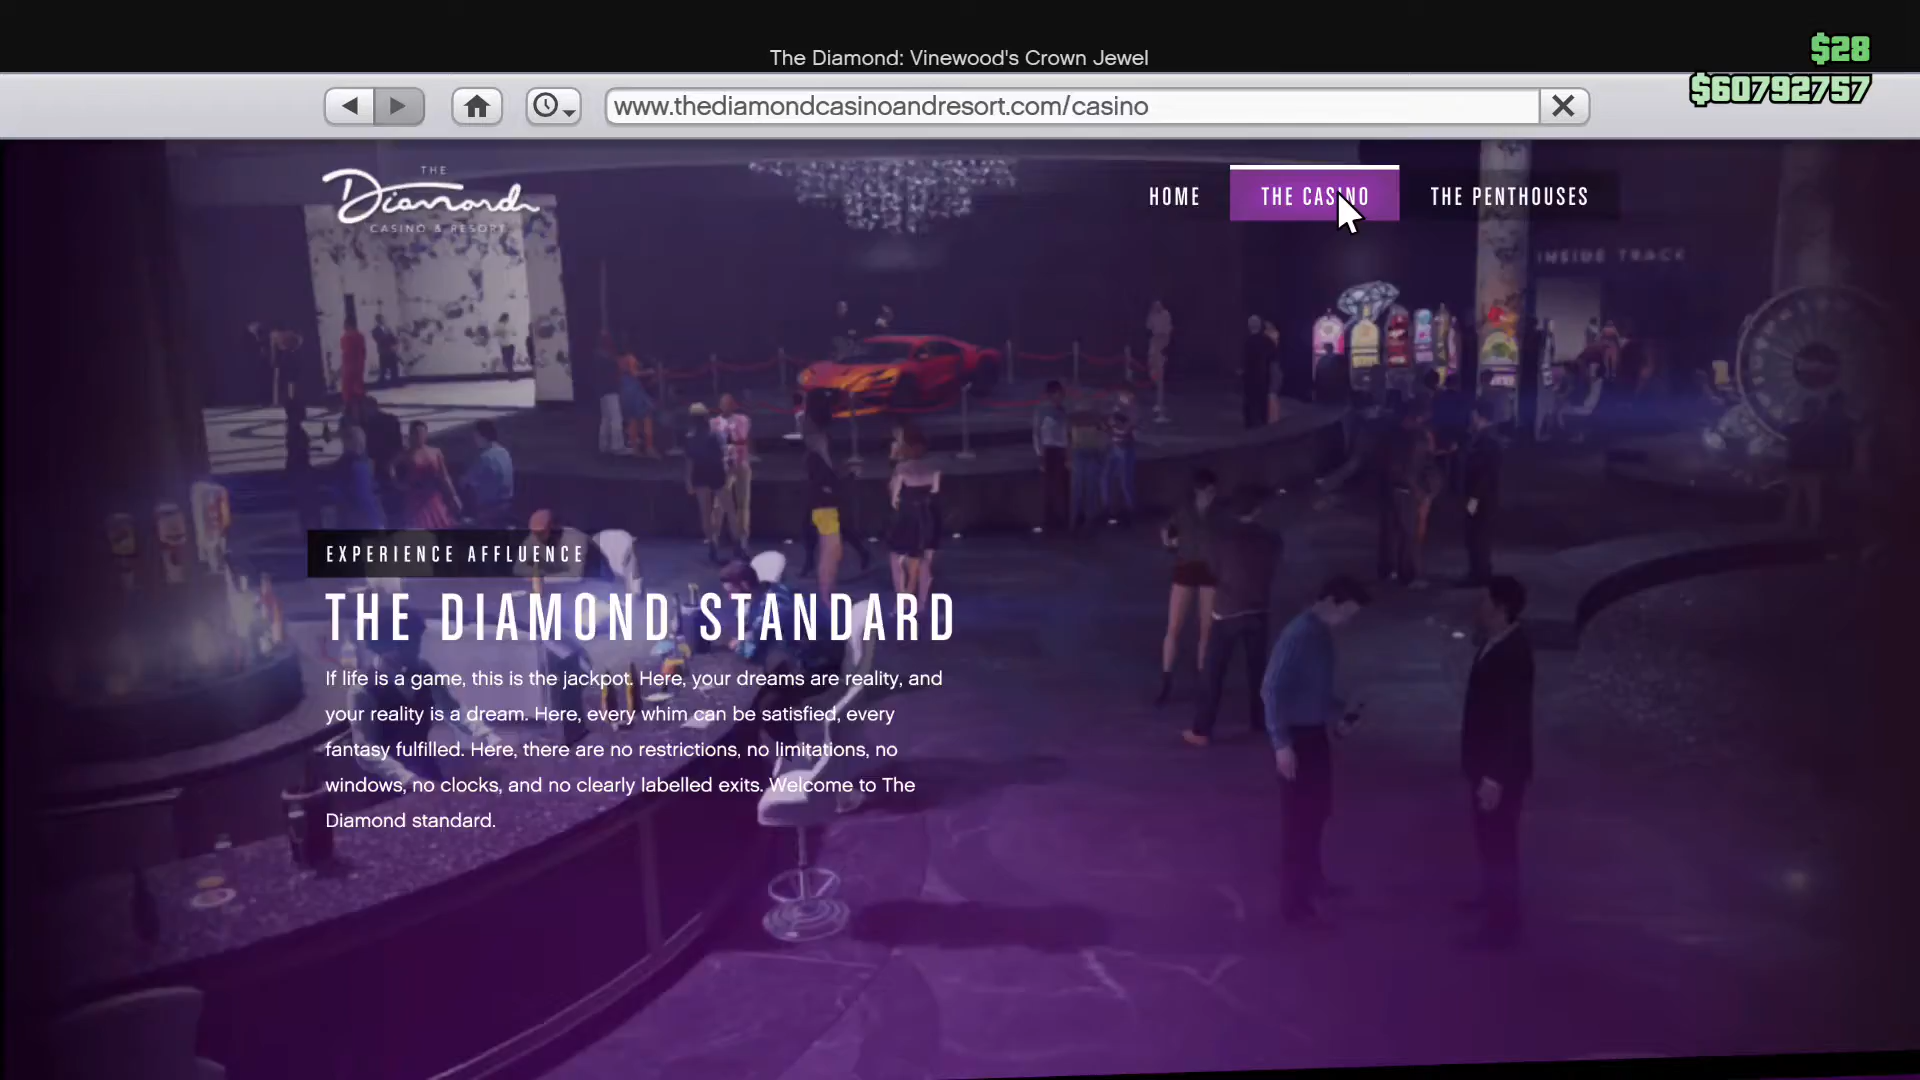 The Diamond: Vinewood's Crown Jewel
$28
$60792757
www.thediamondcasinoandresort.com/casino
THE
Diamond
CASINO & RESORT
HOME
THE CASINO
THE PENTHOUSES
INSIDE TRACK
EXPERIENCE AFFLUENCE
THE DIAMOND STANDARD
If life is a game, this is the jackpot. Here, your dreams are reality, and
your reality is a dream. Here, every whim can be satisfied, every
fantasy fulfilled. Here, there are no restrictions, no limitations, no
windows, no clocks, and no clearly labelled exits. Welcome to The
Diamond standard.